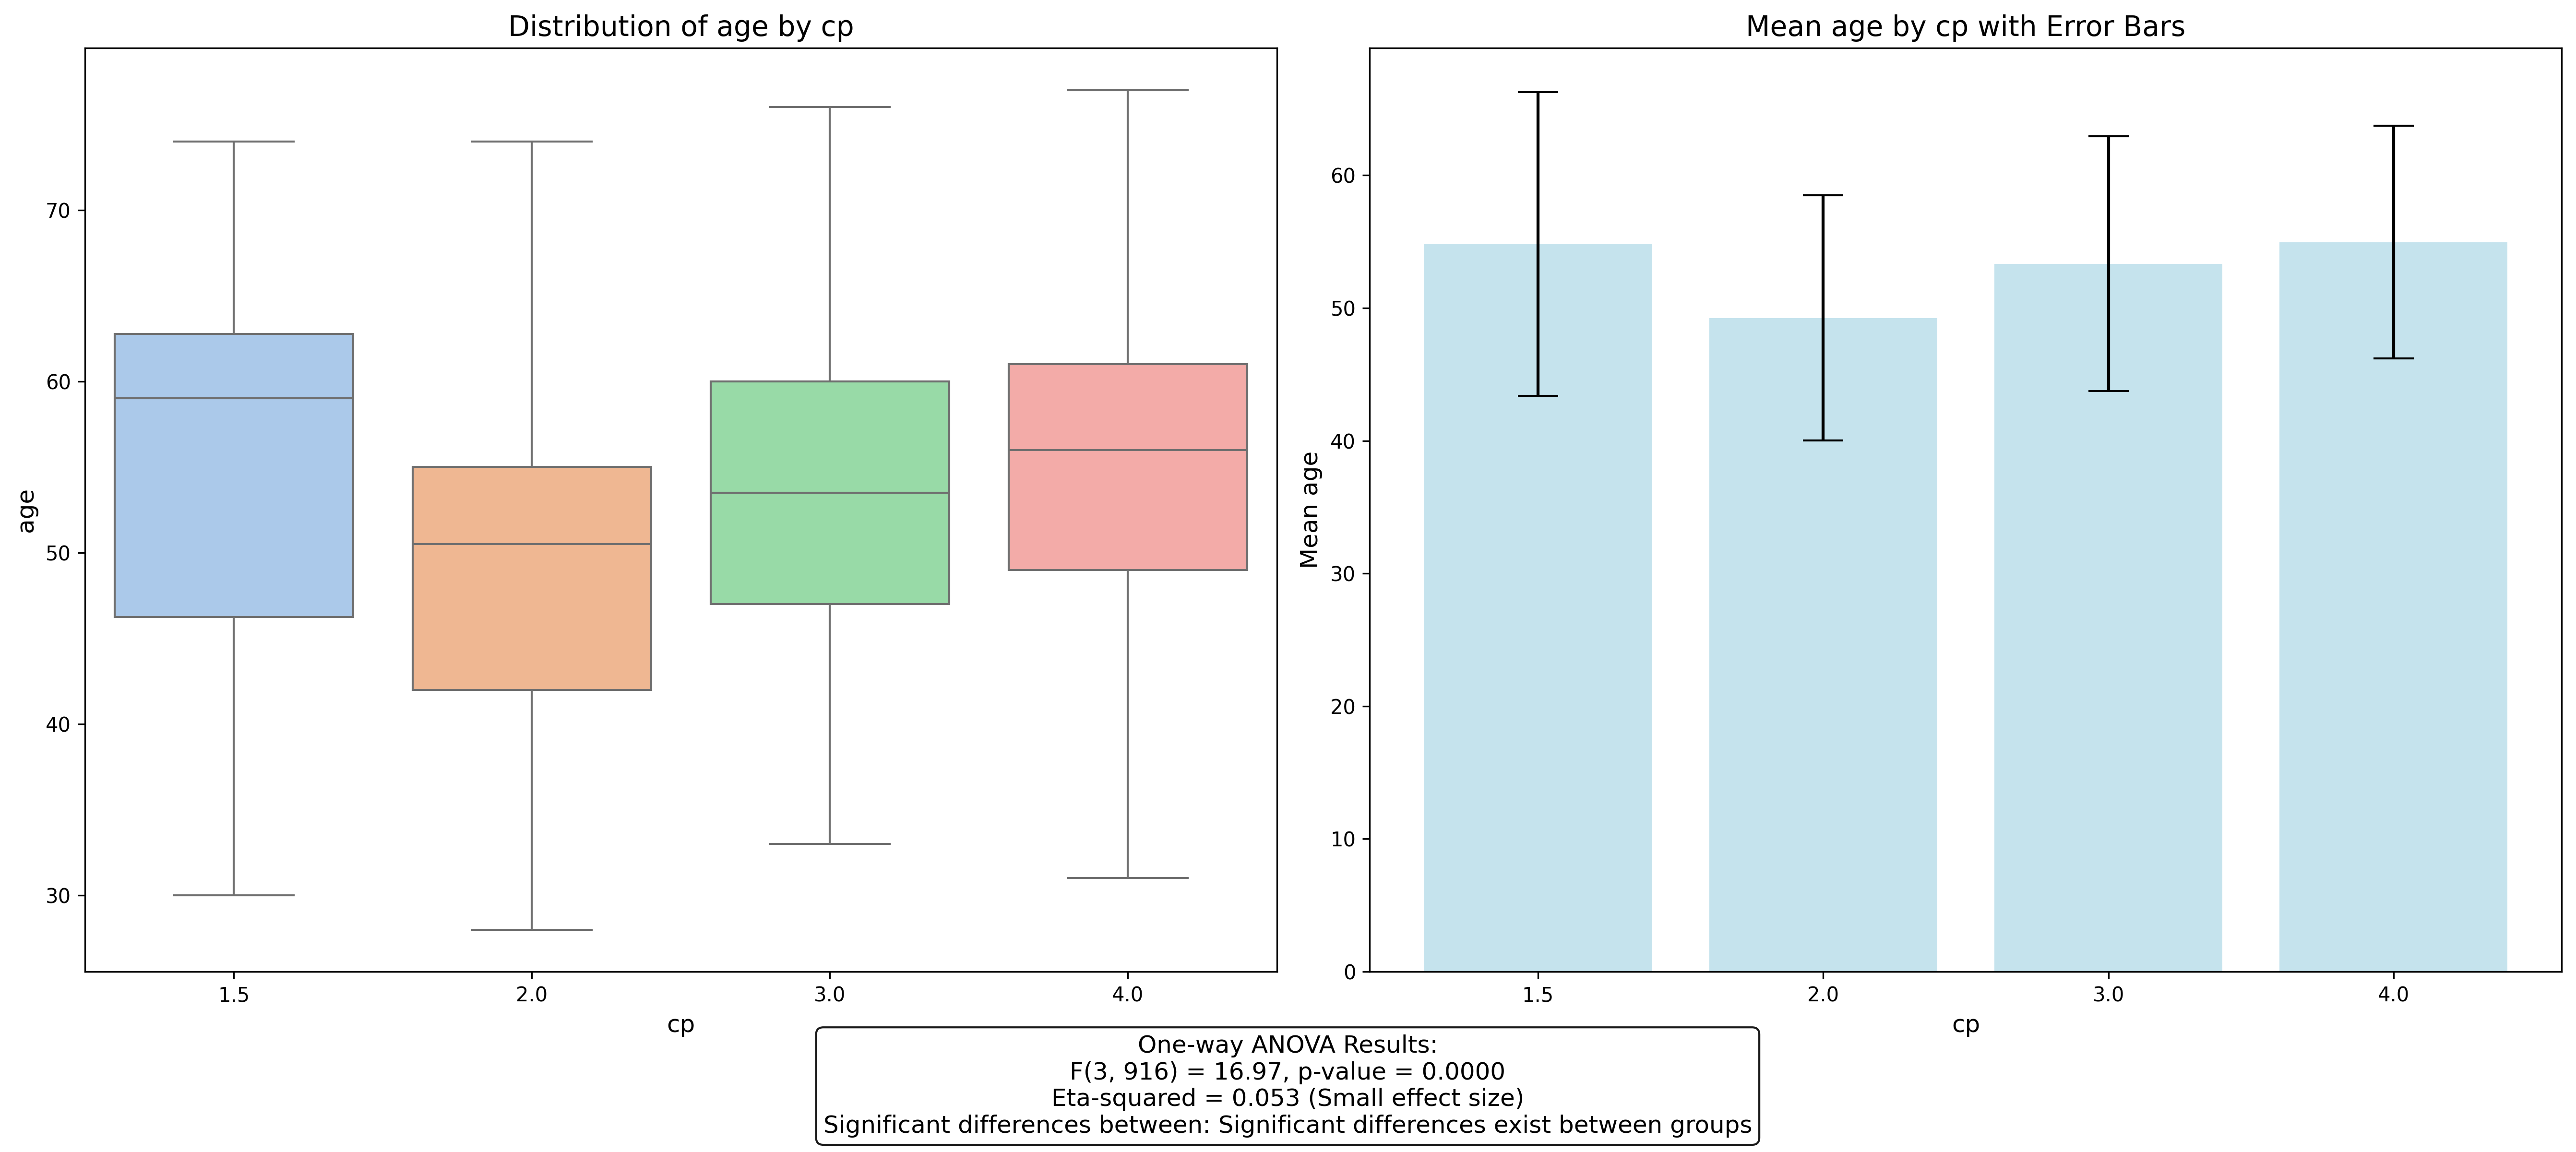 Distribution of age by cp
age
70
60
50
40
30
1.5 2.0 3.0 4.0
cp
Mean age by cp with Error Bars
Mean age
60
50
40
30
20
10
0
1.5 2.0 3.0 4.0
cp
One-way ANOVA Results:
F(3, 916) = 16.97, p-value = 0.0000
Eta-squared = 0.053 (Small effect size)
Significant differences between: Significant differences exist between groups